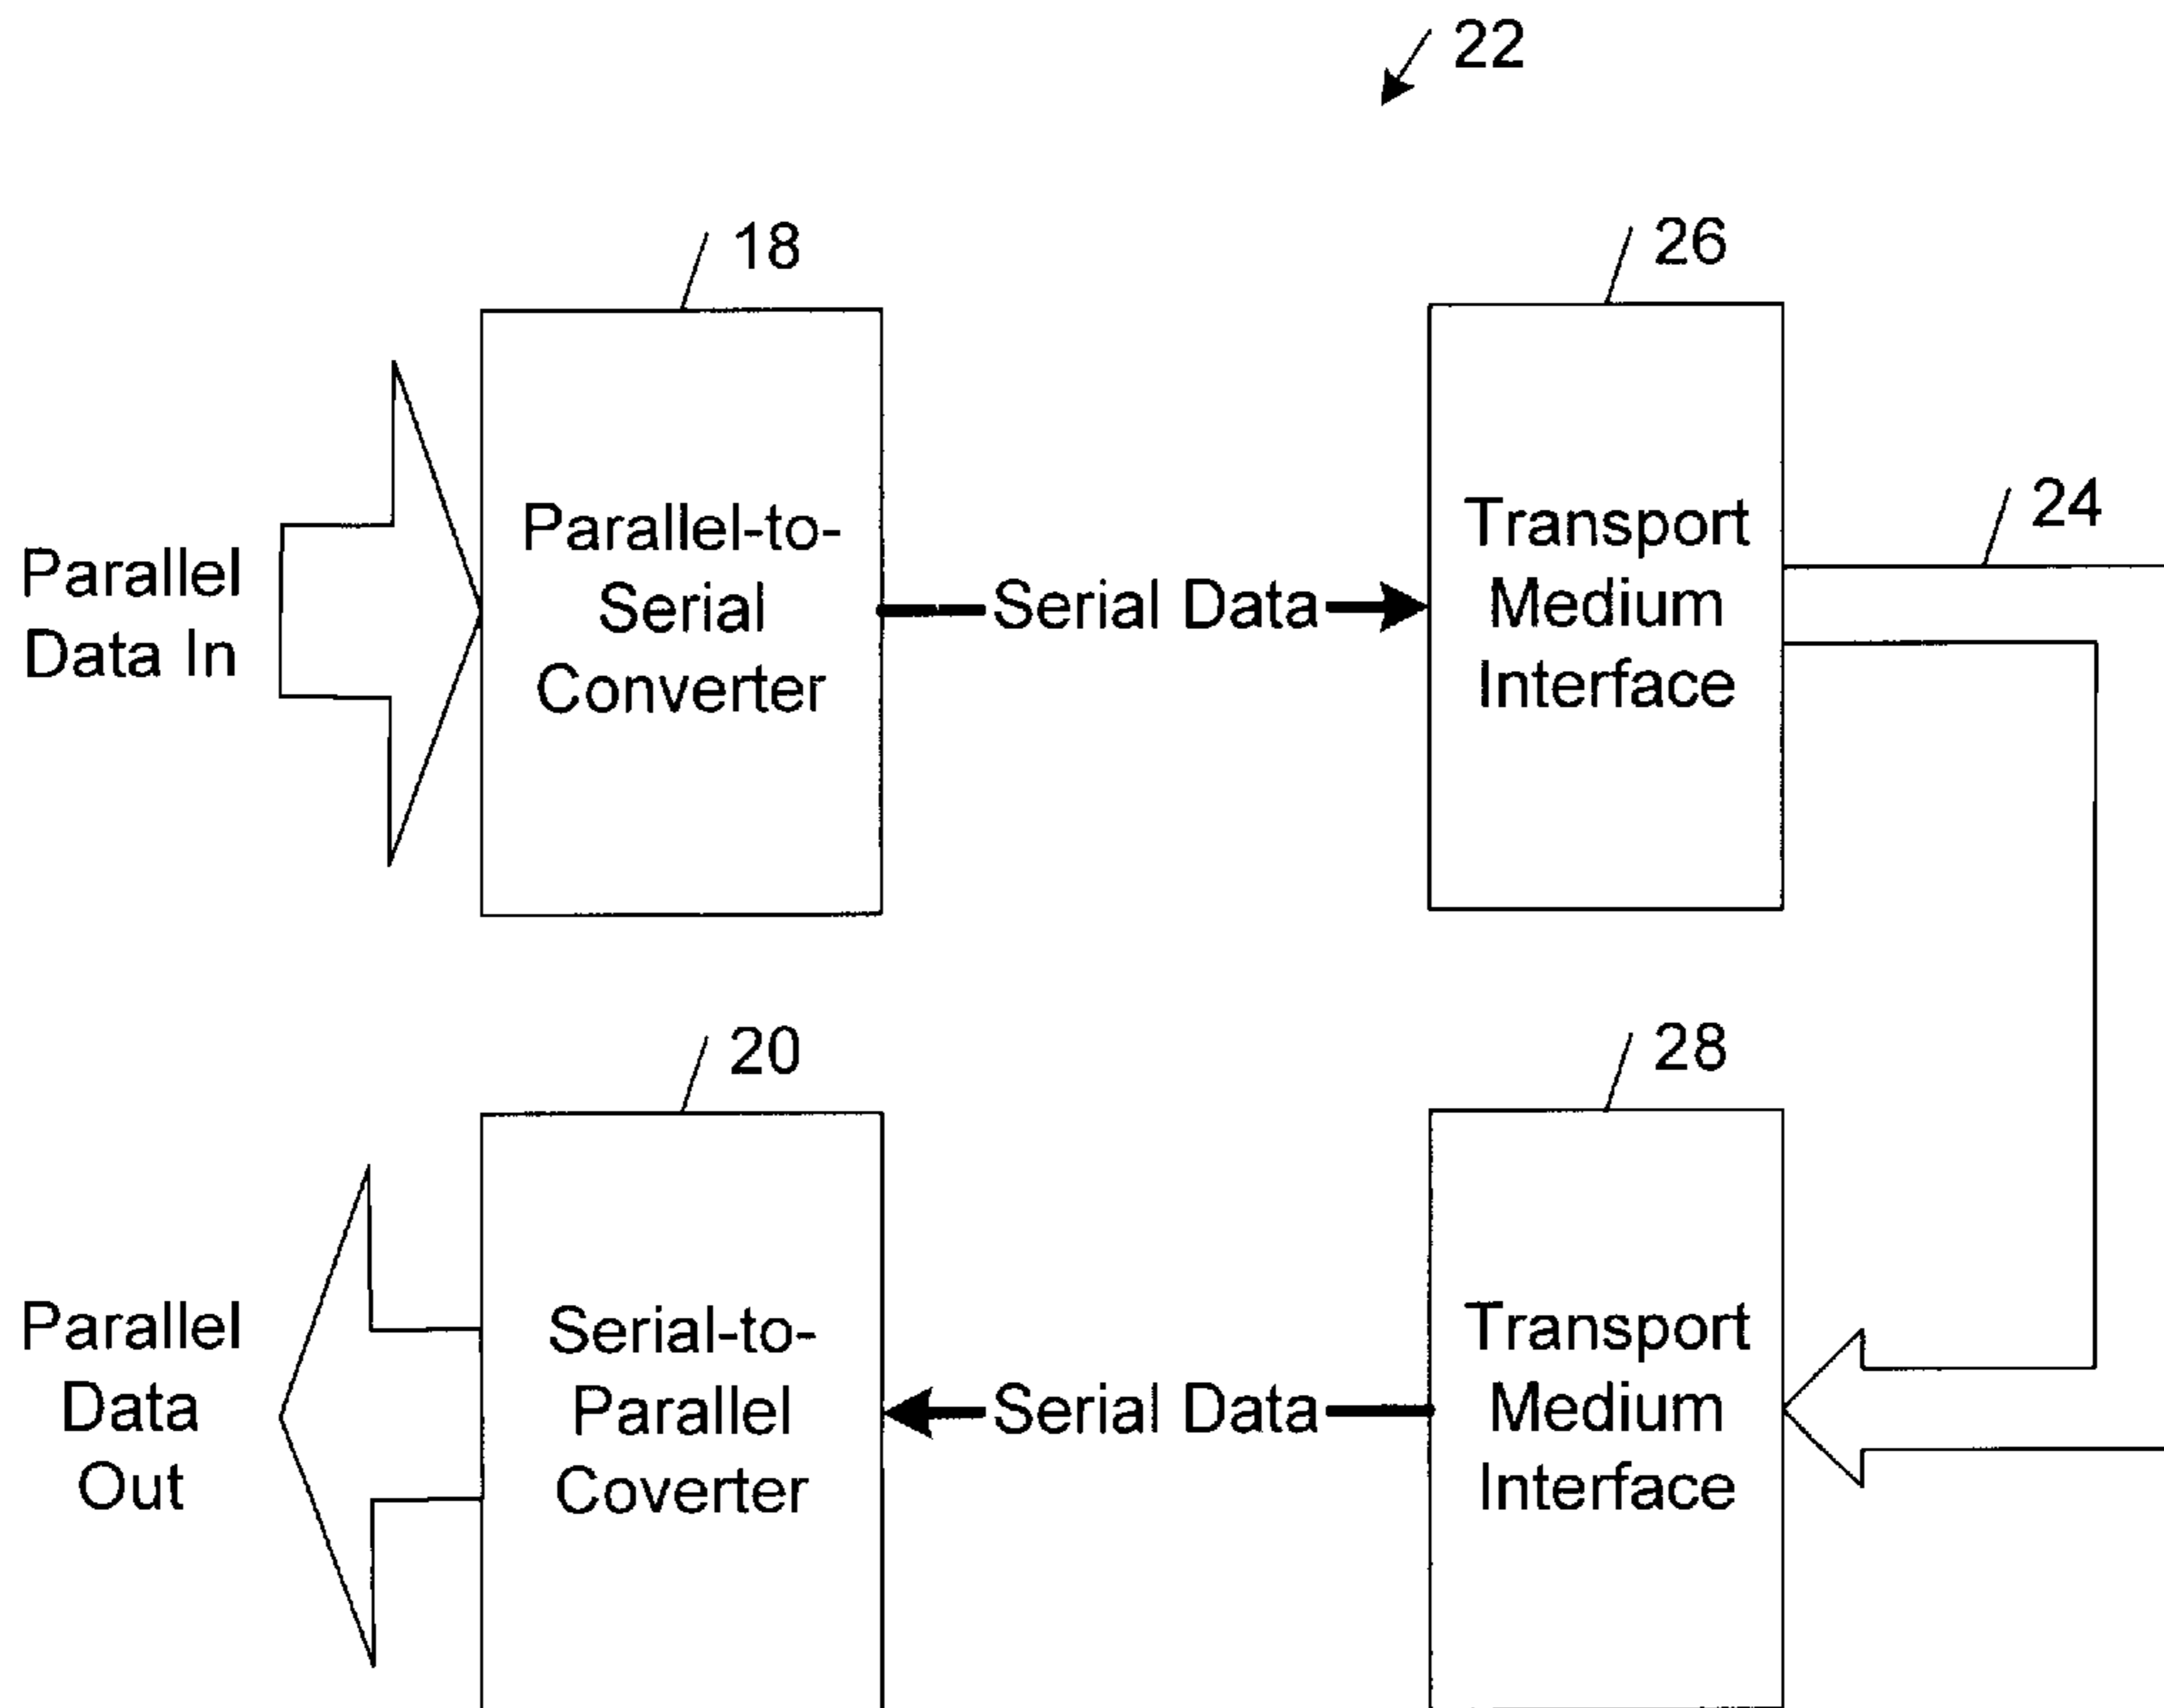 22
18
26
24
Parallel
Data In
Parallel-to-
Serial
Converter
Serial Data
Transport
Medium
Interface
20
28
Parallel
Data
Out
Serial-to-
Parallel
Coverter
Serial Data
Transport
Medium
Interface